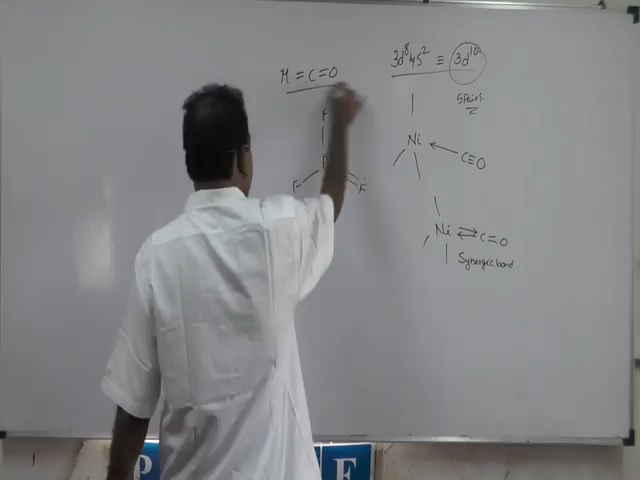 M=C=O
3d⁸4s² ≡ 3d¹⁰
5 Pairs.
F
Ni
C≡O
F
F
Ni ⇌ C=O
Synergic bond.
P
F